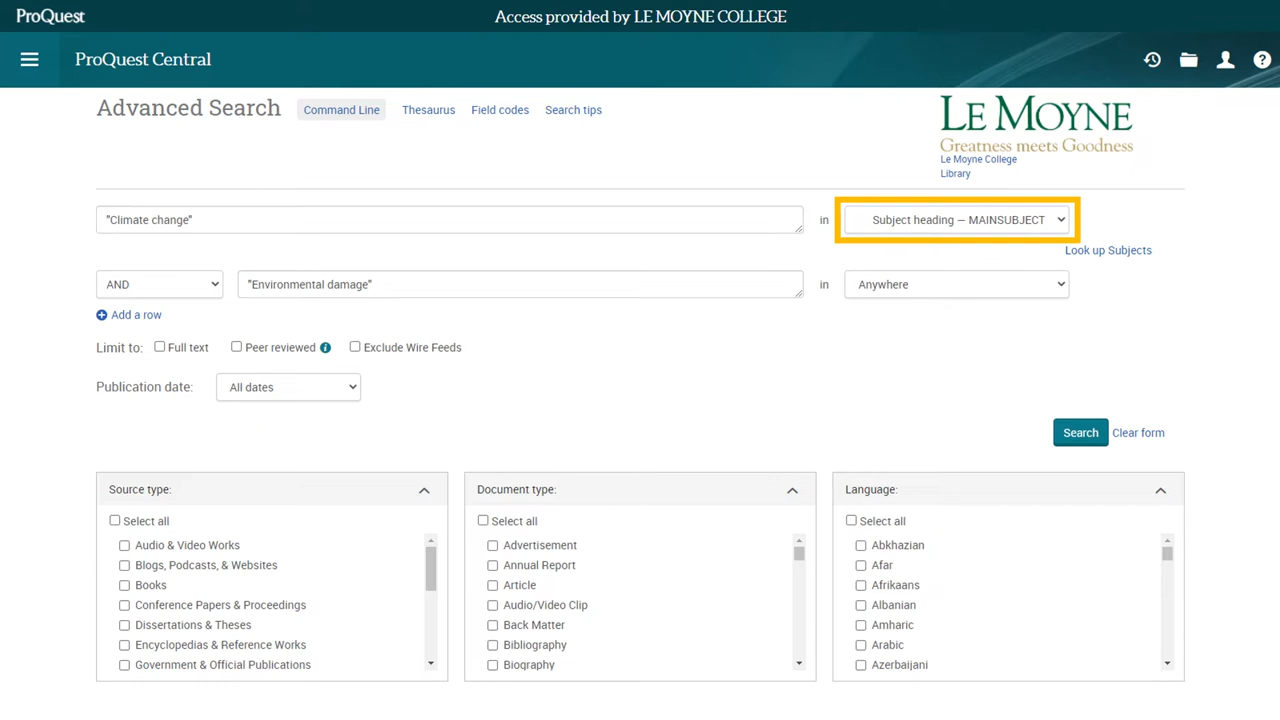 ProQuest
Access provided by LE MOYNE COLLEGE
ProQuest Central
Advanced Search Command Line Thesaurus Field codes Search tips
LE MOYNE
Greatness meets Goodness
Le Moyne College
Library
"Climate change" in Subject heading — MAINSUBJECT
Look up Subjects
AND "Environmental damage" in Anywhere
Add a row
Limit to: Full text Peer reviewed Exclude Wire Feeds
Publication date: All dates
Search Clear form
Source type:
Select all
Audio & Video Works
Blogs, Podcasts, & Websites
Books
Conference Papers & Proceedings
Dissertations & Theses
Encyclopedias & Reference Works
Government & Official Publications
Document type:
Select all
Advertisement
Annual Report
Article
Audio/Video Clip
Back Matter
Bibliography
Biography
Language:
Select all
Abkhazian
Afar
Afrikaans
Albanian
Amharic
Arabic
Azerbaijani